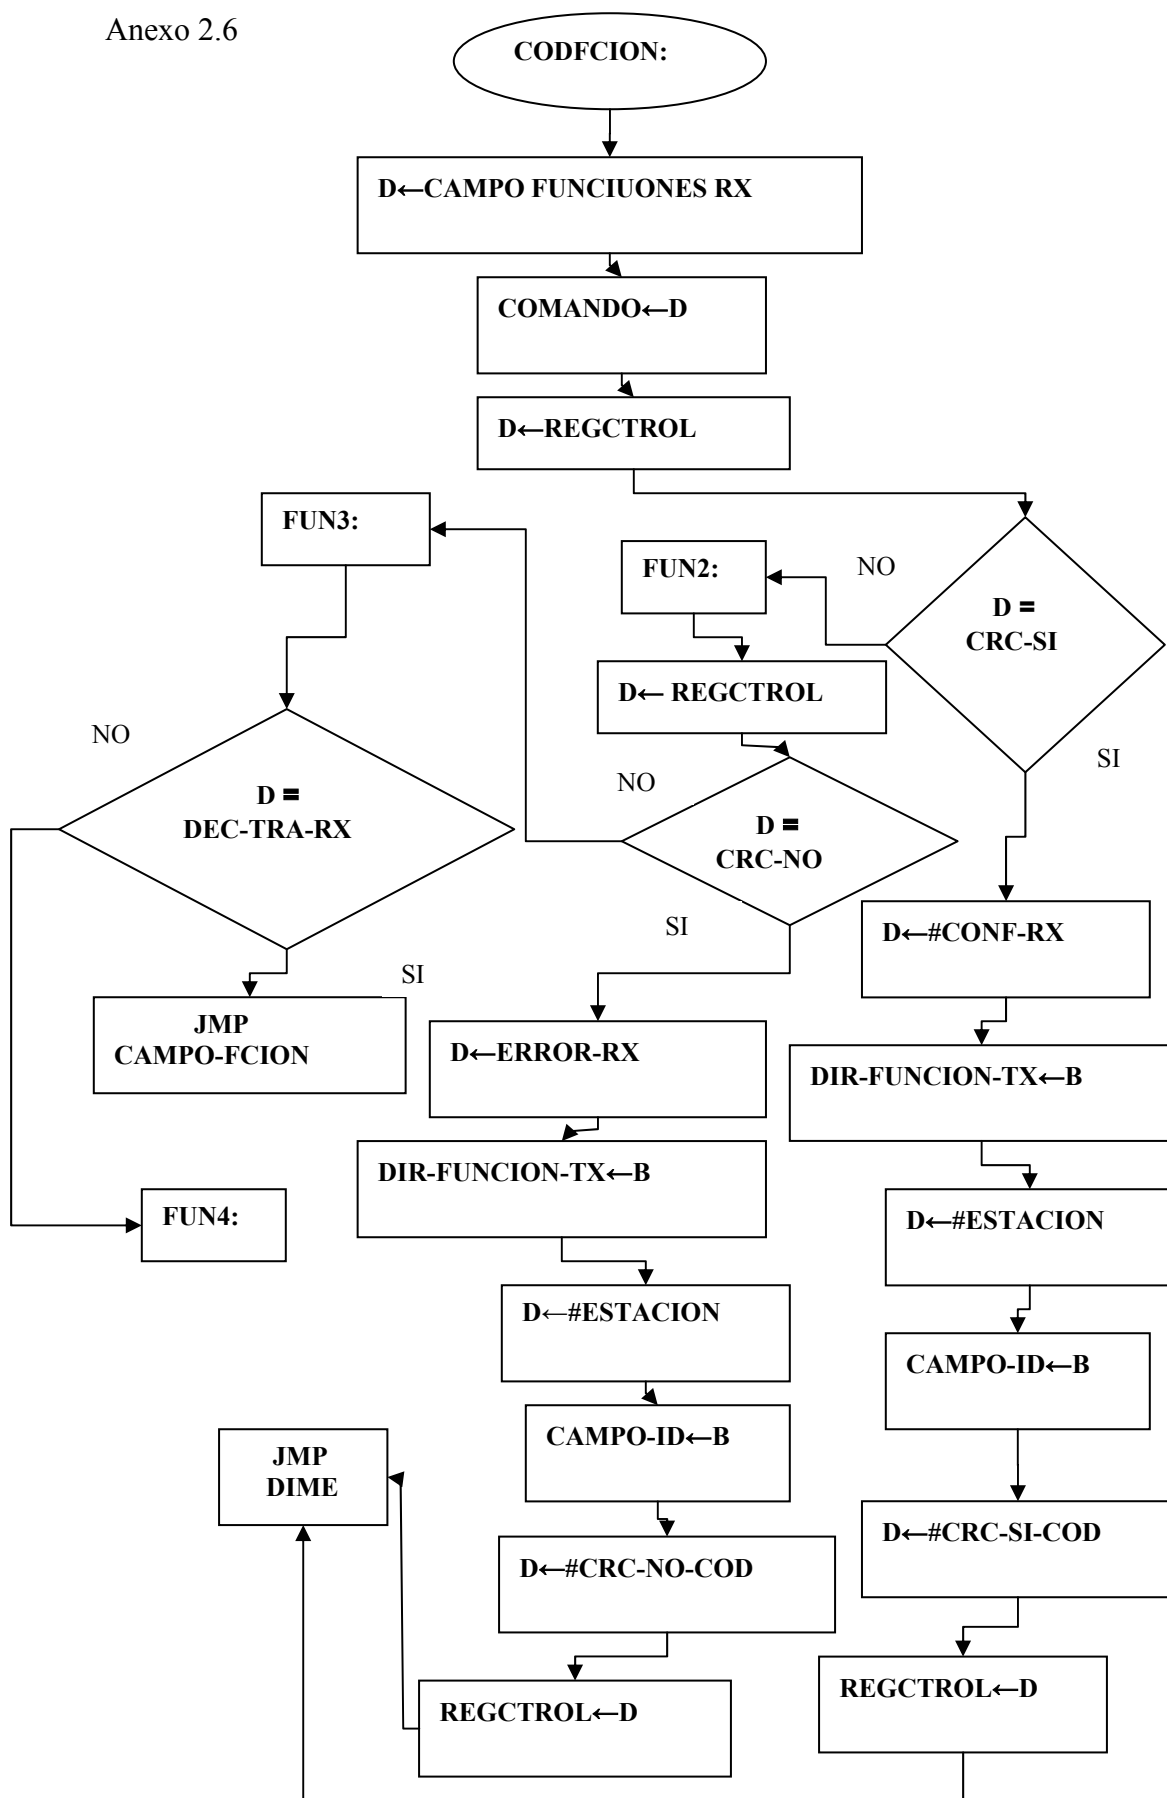 Anexo 2.6
CODFCION:
D←CAMPO FUNCIUONES RX
COMANDO←D
D←REGCTROL
FUN3:
FUN2:
NO
D =
CRC-SI
D← REGCTROL
NO
SI
D =
DEC-TRA-RX
NO
D =
CRC-NO
SI
D←#CONF-RX
SI
JMP
CAMPO-FCION
D←ERROR-RX
DIR-FUNCION-TX←B
DIR-FUNCION-TX←B
FUN4:
D←#ESTACION
D←#ESTACION
CAMPO-ID←B
CAMPO-ID←B
JMP
DIME
D←#CRC-SI-COD
D←#CRC-NO-COD
REGCTROL←D
REGCTROL←D